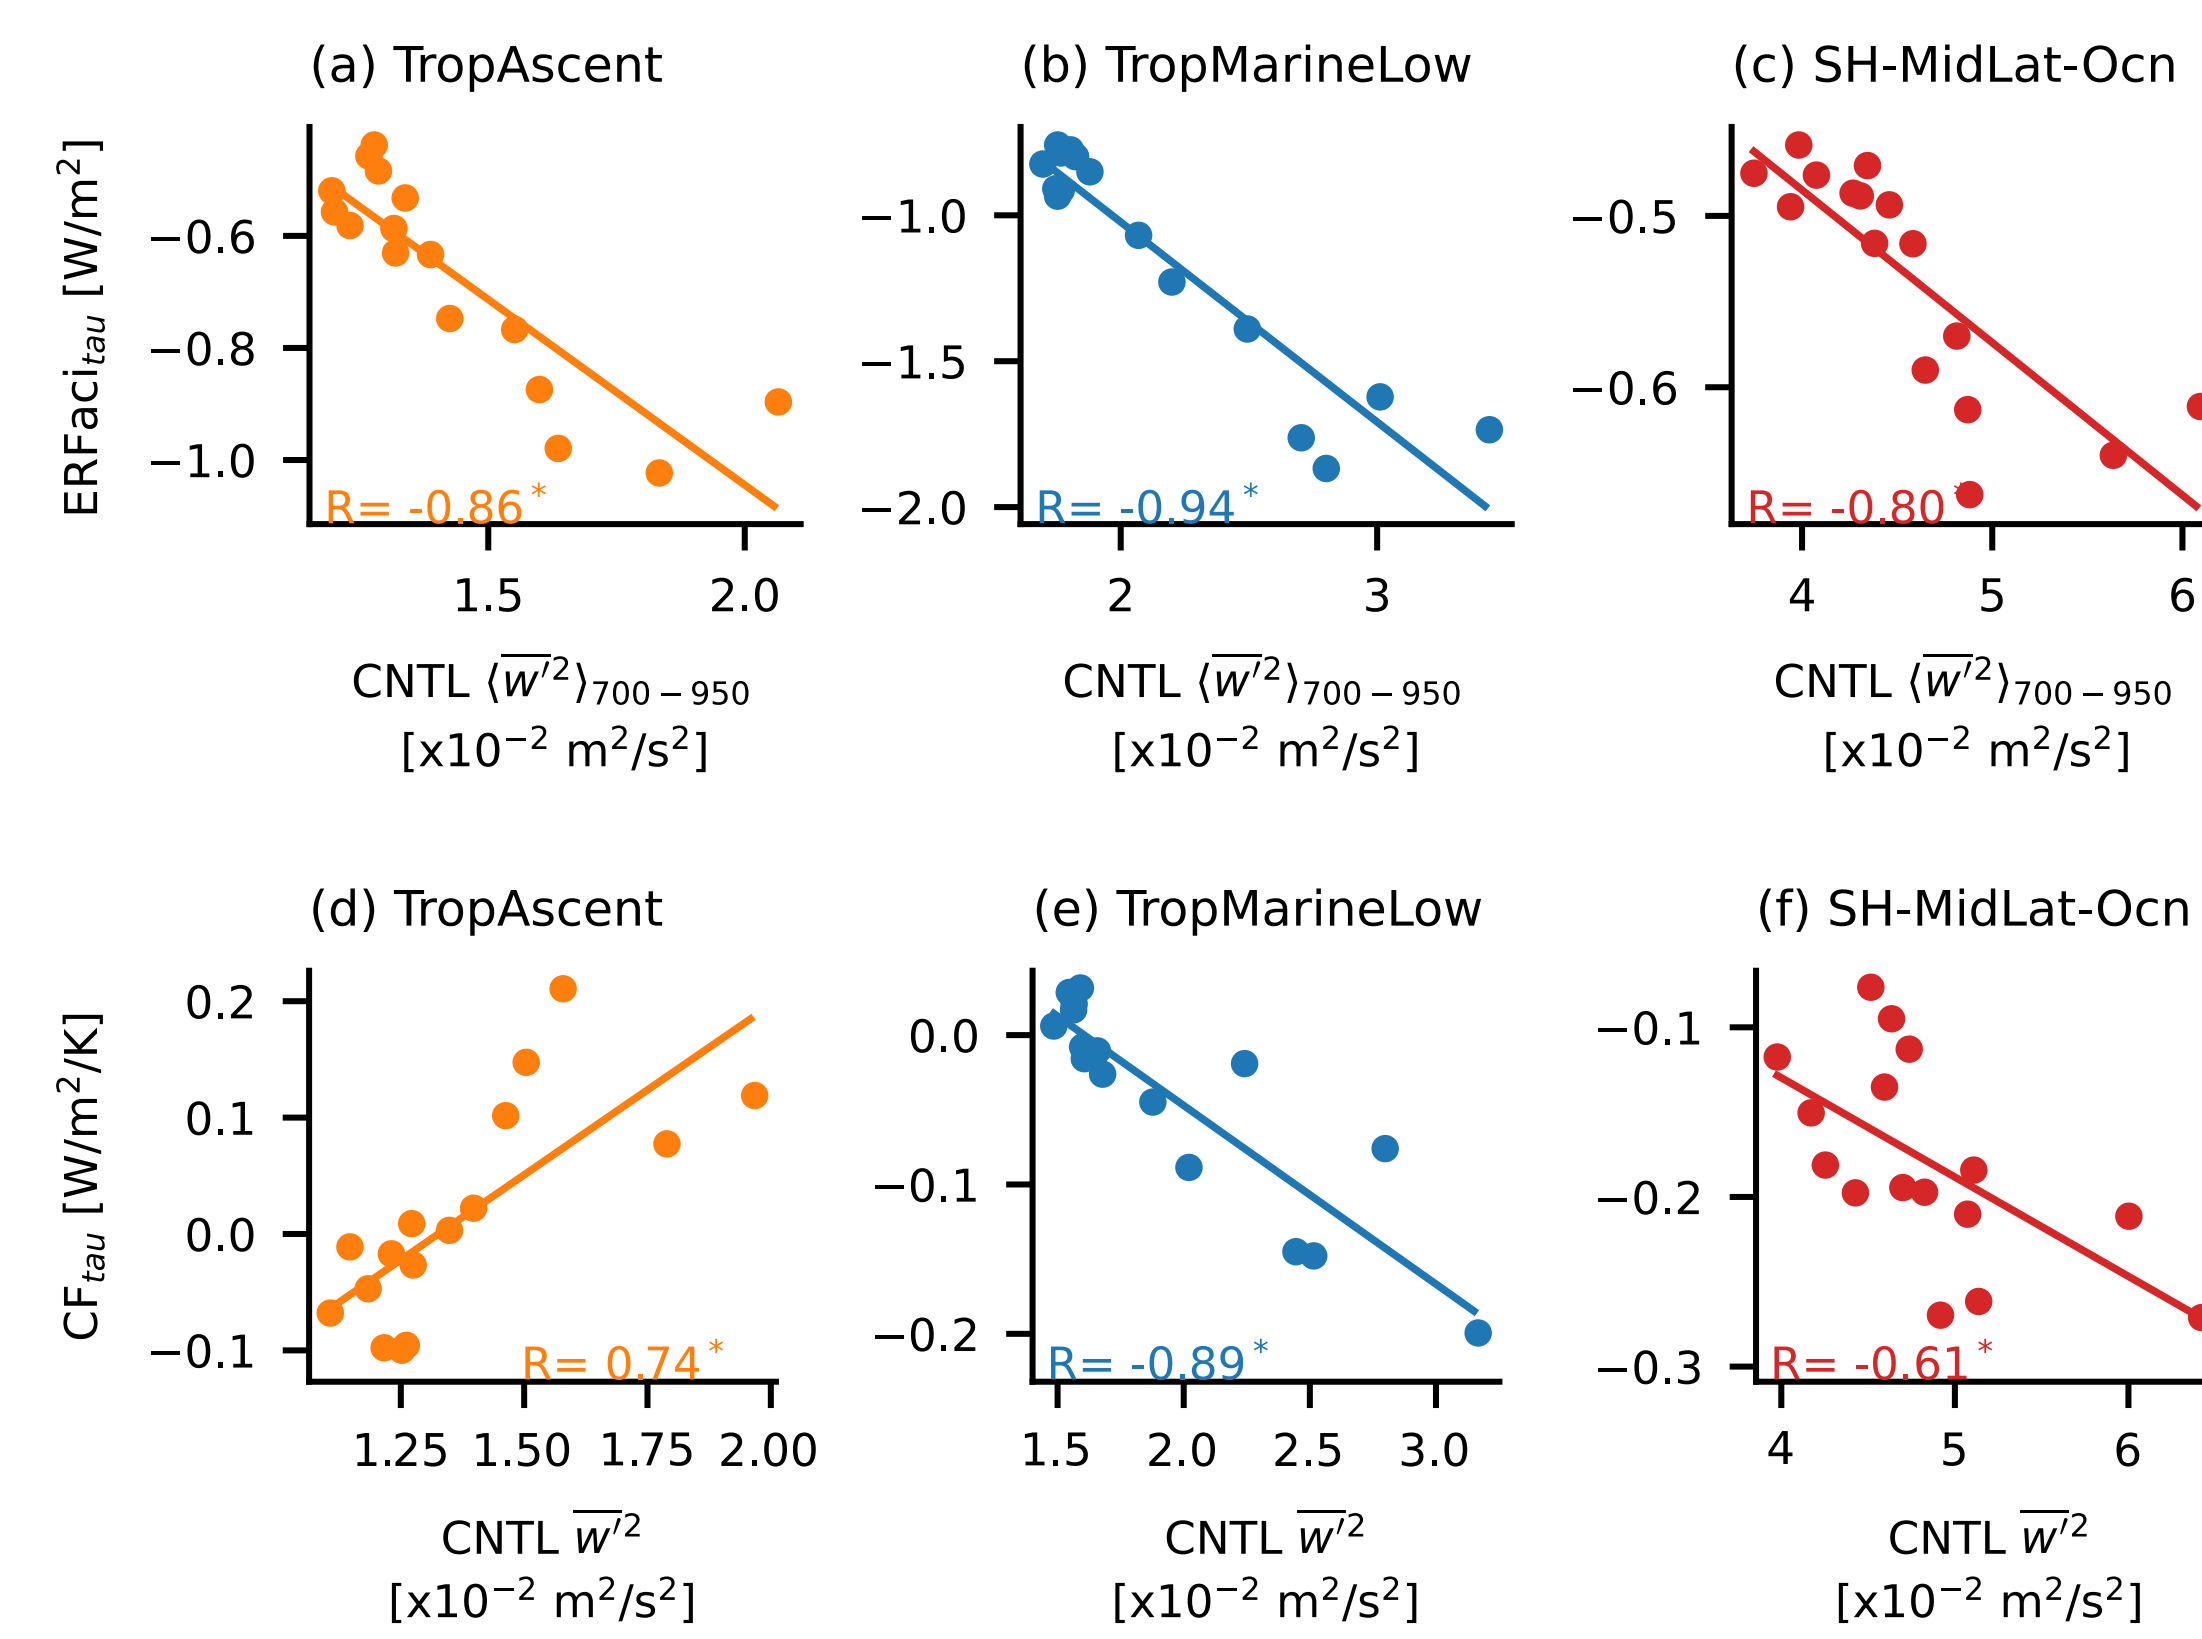 (a) TropAscent
(b) TropMarineLow
(c) SH-MidLat-Ocn
ERFaci_tau [W/m²]
−0.6
−0.8
−1.0
R= -0.86*
1.5
2.0
CNTL ⟨w′²⟩700−950
[x10⁻² m²/s²]
−1.0
−1.5
−2.0
R= -0.94*
2
3
CNTL ⟨w′²⟩700−950
[x10⁻² m²/s²]
−0.5
−0.6
R= -0.80*
4
5
6
CNTL ⟨w′²⟩700−950
[x10⁻² m²/s²]
(d) TropAscent
(e) TropMarineLow
(f) SH-MidLat-Ocn
CF_tau [W/m²/K]
0.2
0.1
0.0
−0.1
R= 0.74*
1.25 1.50 1.75 2.00
CNTL w′²
[x10⁻² m²/s²]
0.0
−0.1
−0.2
R= -0.89*
1.5 2.0 2.5 3.0
CNTL w′²
[x10⁻² m²/s²]
−0.1
−0.2
−0.3
R= -0.61*
4
5
6
CNTL w′²
[x10⁻² m²/s²]